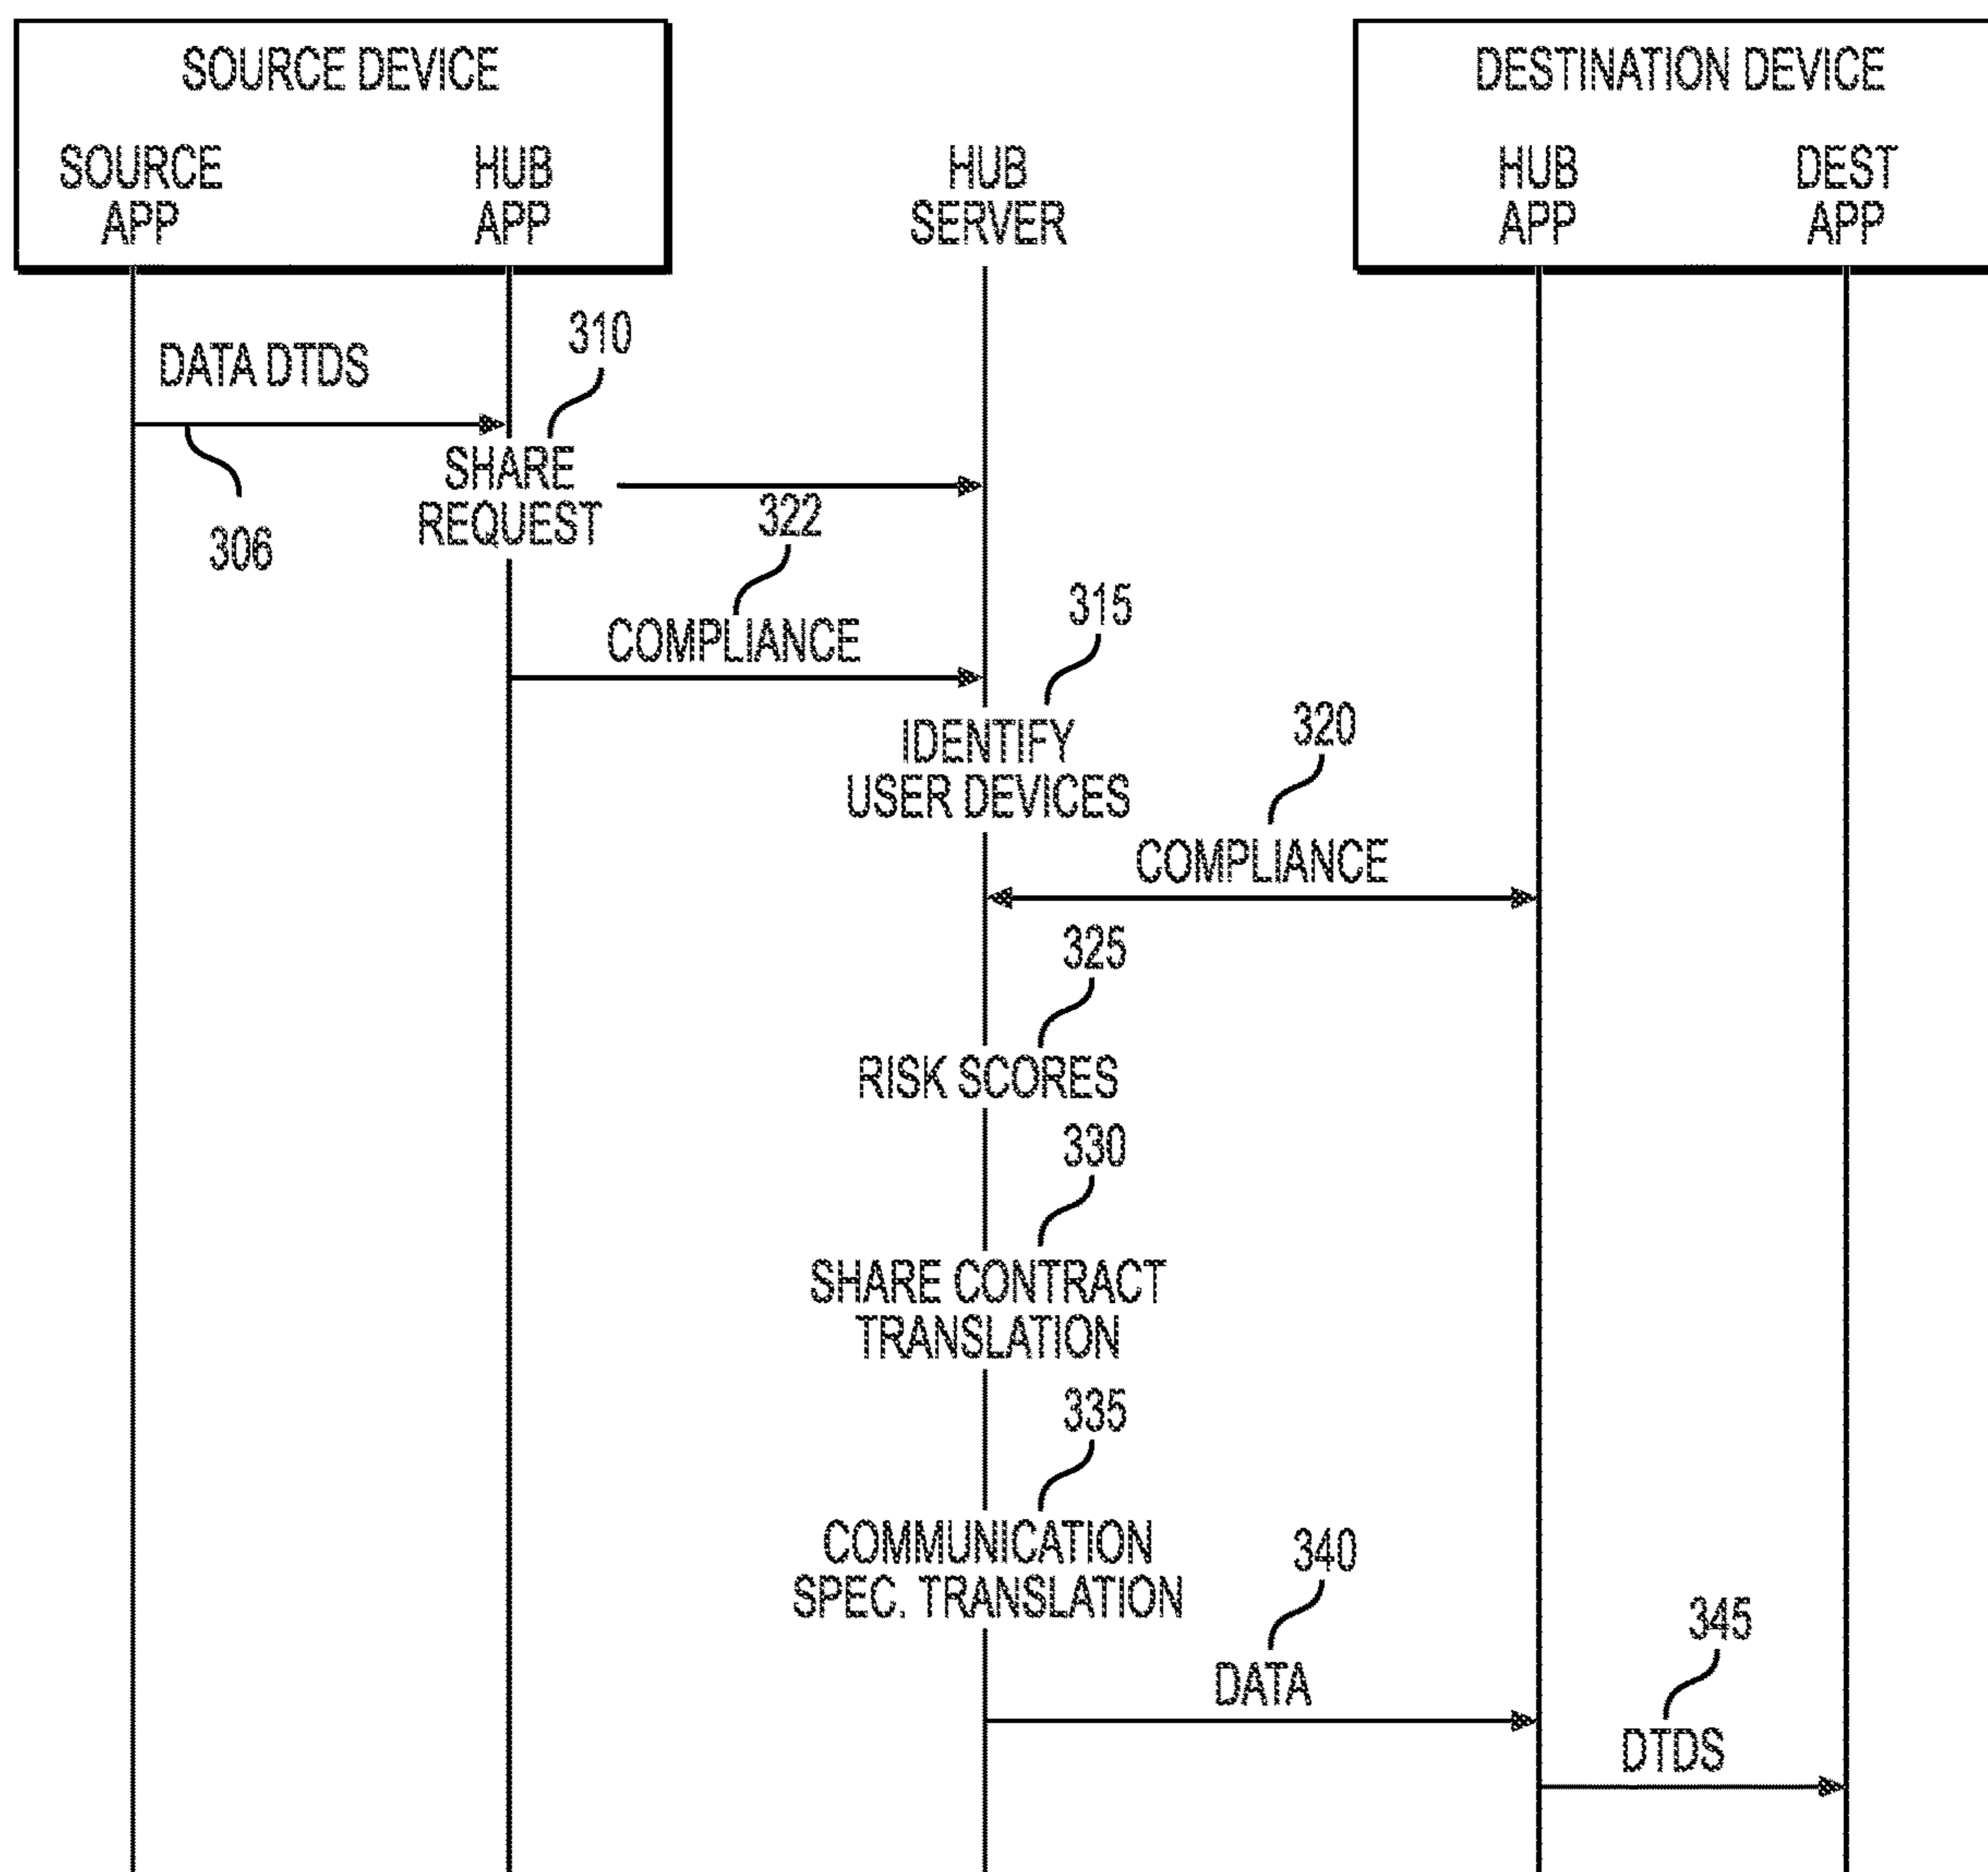 SOURCE DEVICE
DESTINATION DEVICE
SOURCE
APP
HUB
APP
HUB
SERVER
HUB
APP
DEST
APP
310
DATA DTDS
SHARE
REQUEST
306
322
COMPLIANCE
315
IDENTIFY
USER DEVICES
320
COMPLIANCE
325
RISK SCORES
330
SHARE CONTRACT
TRANSLATION
335
COMMUNICATION
SPEC. TRANSLATION
340
DATA
345
DTDS